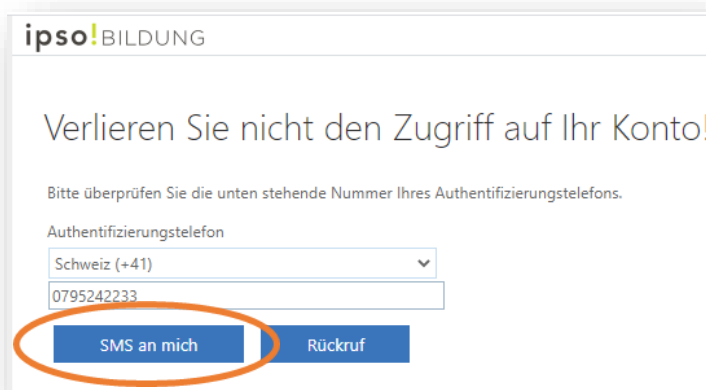 ipso!BILDUNG
Verlieren Sie nicht den Zugriff auf Ihr Konto!
Bitte überprüfen Sie die unten stehende Nummer Ihres Authentifizierungstelefons.
Authentifizierungstelefon
Schweiz (+41)
0795242233
SMS an mich Rückruf